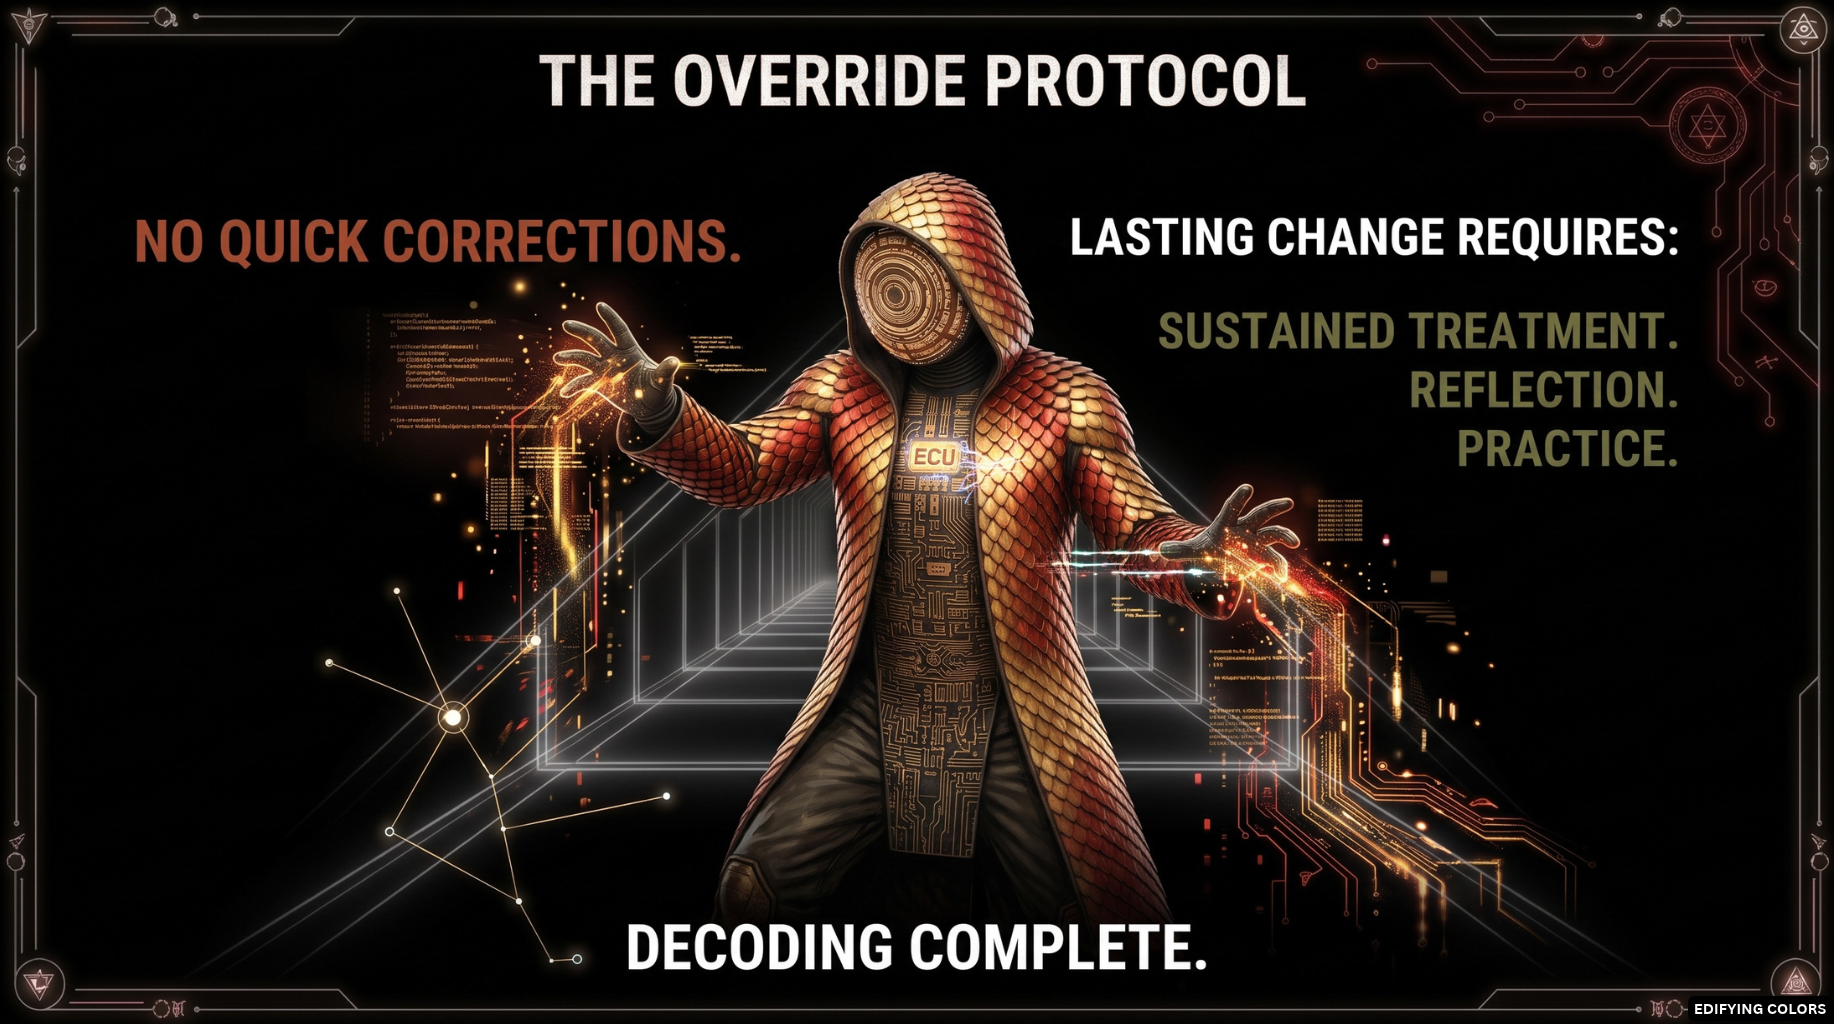 THE OVERRIDE PROTOCOL
NO QUICK CORRECTIONS.
LASTING CHANGE REQUIRES:
SUSTAINED TREATMENT.
REFLECTION.
PRACTICE.
ECU
DECODING COMPLETE.
EDIFYING COLORS